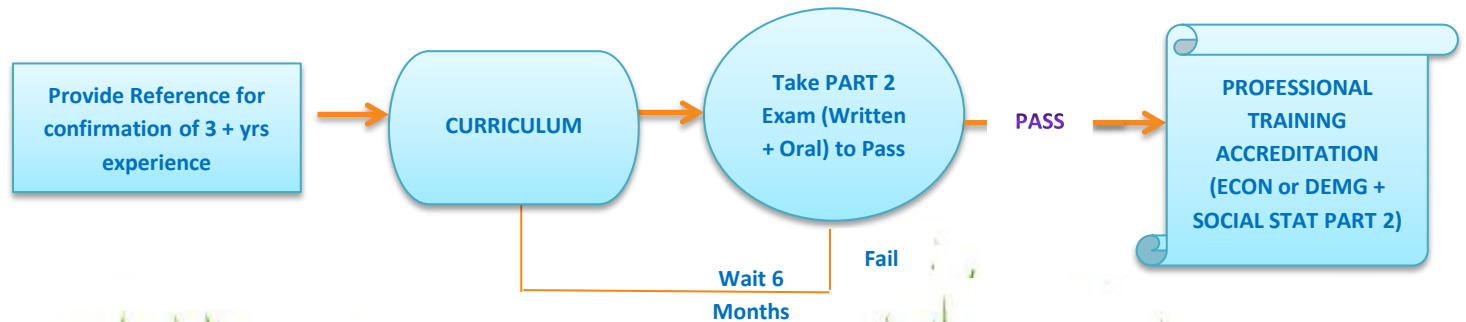 Provide Reference for
confirmation of 3 + yrs
experience
CURRICULUM
Take PART 2
Exam (Written
+ Oral) to Pass
PASS
PROFESSIONAL
TRAINING
ACCREDITATION
(ECON or DEMG +
SOCIAL STAT PART 2)
Fail
Wait 6
Months